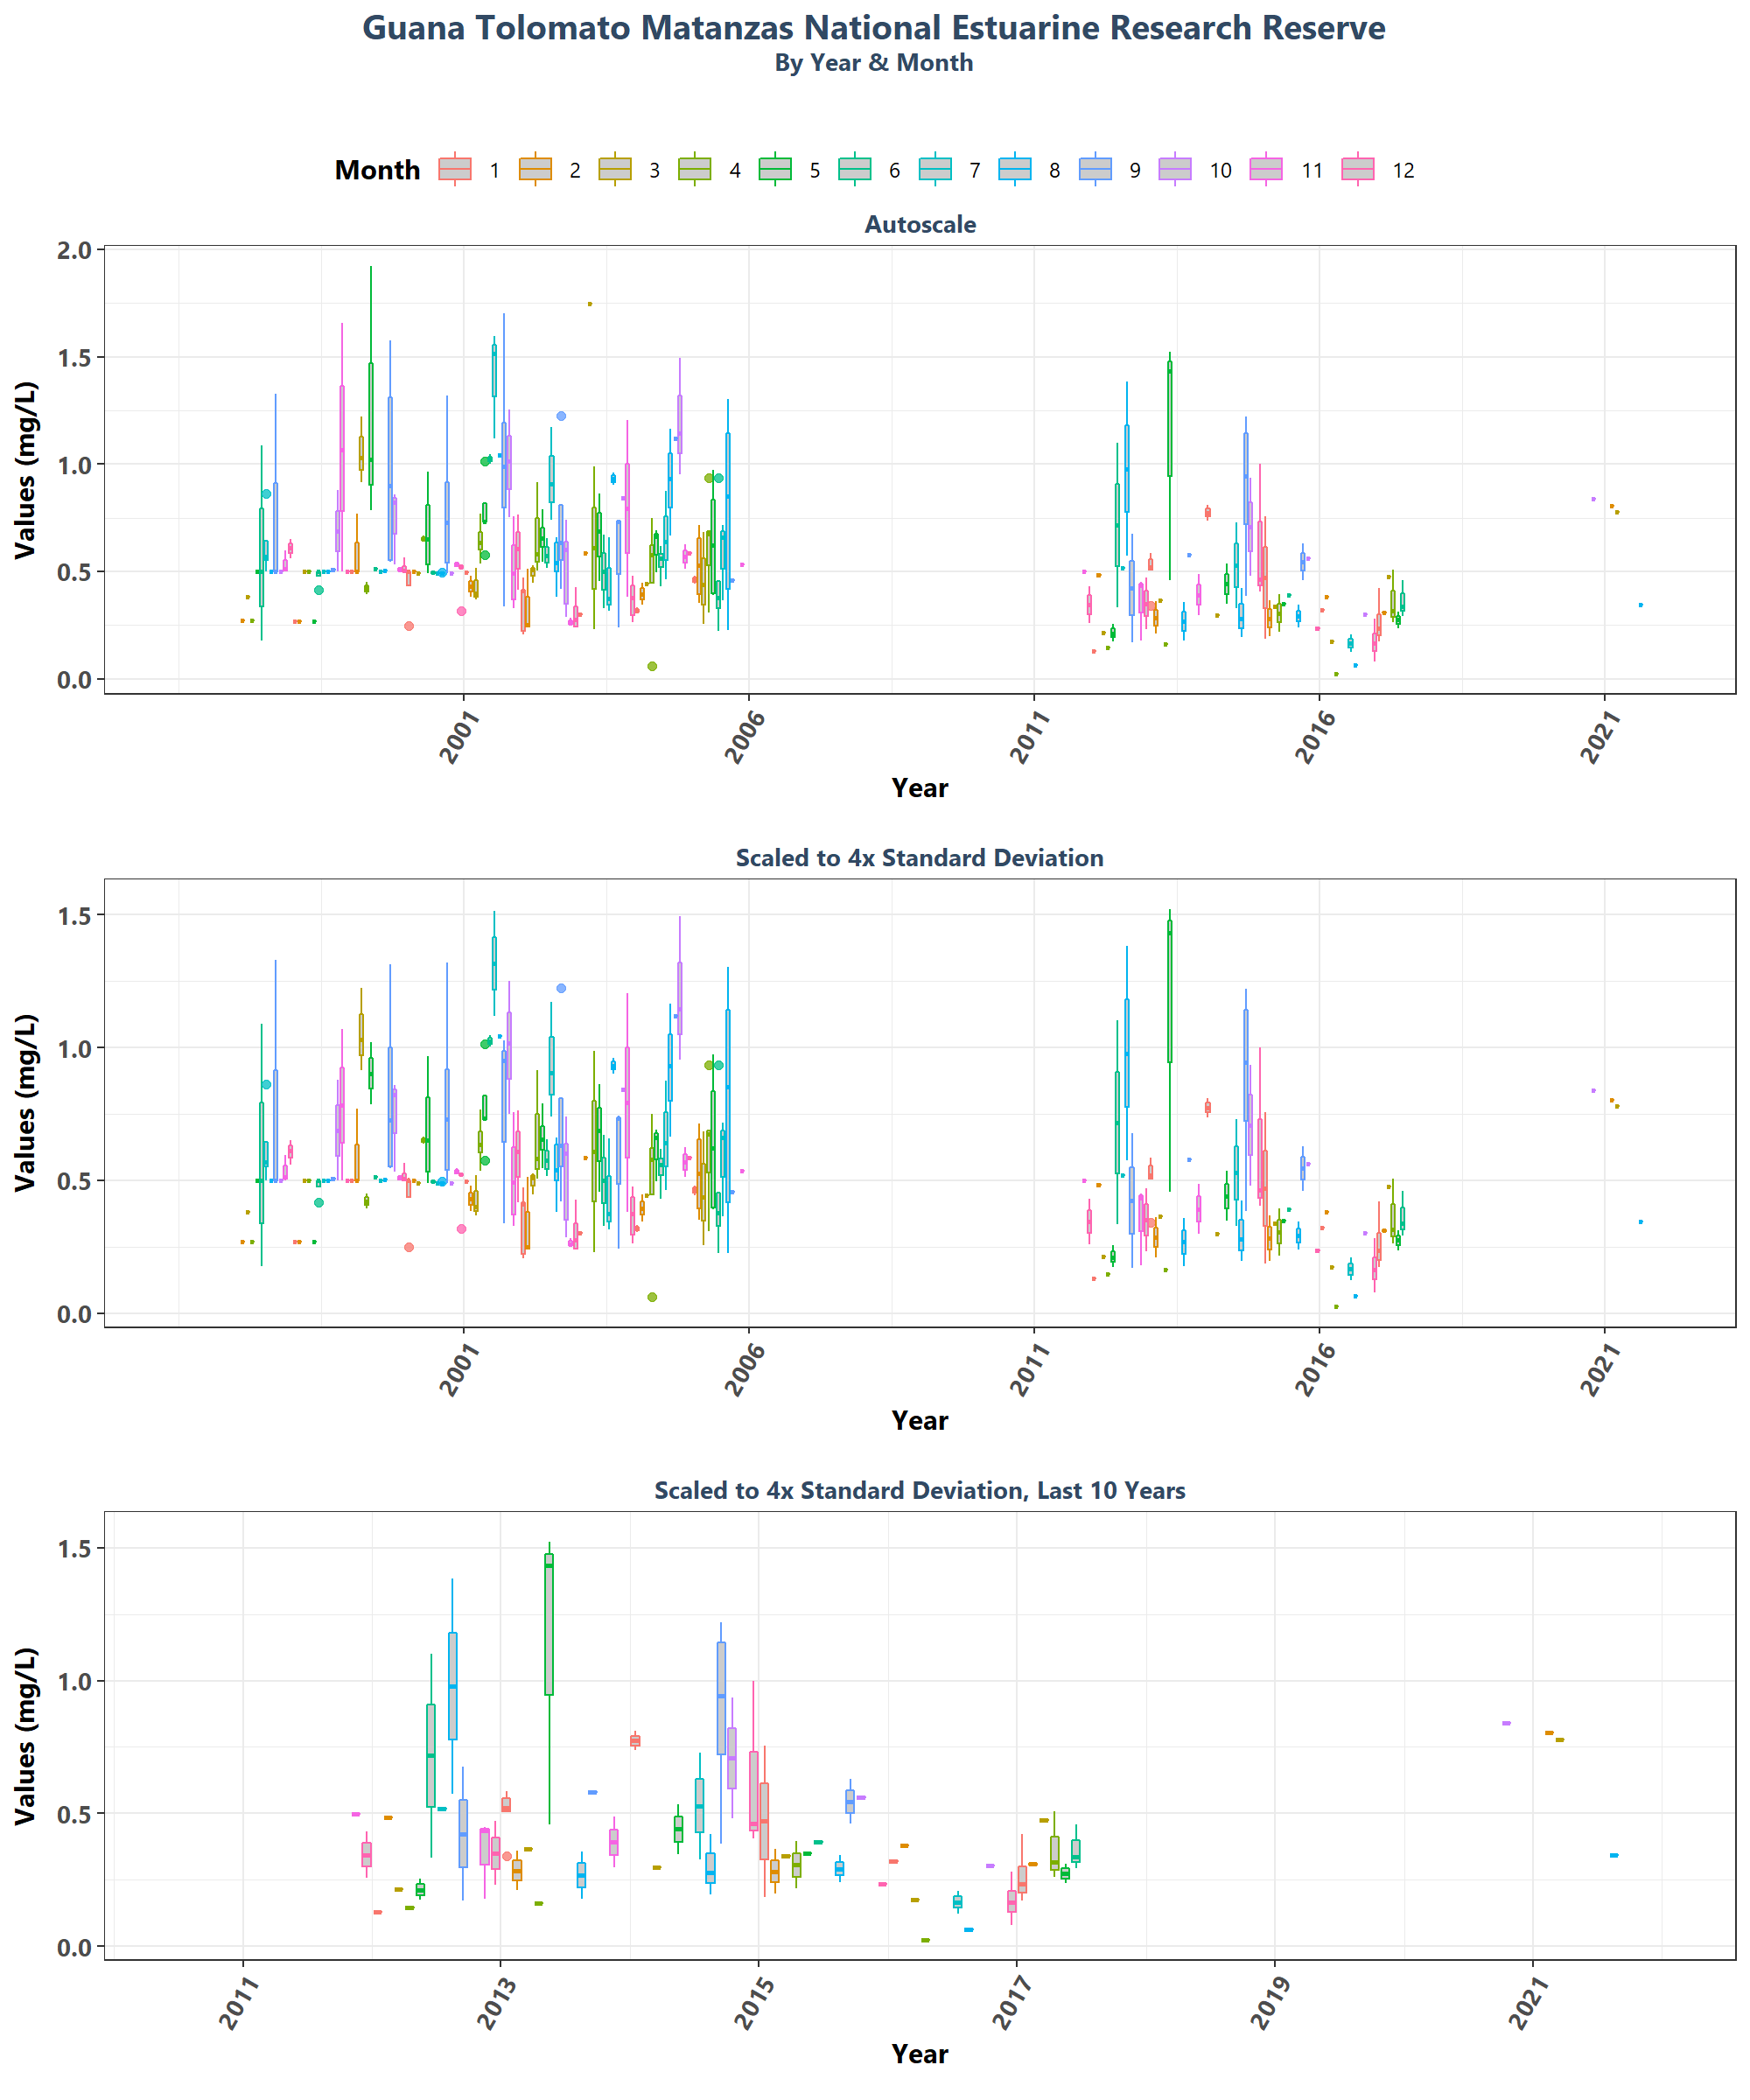 Guana Tolomato Matanzas National Estuarine Research Reserve
By Year & Month
Month 1 2 3 4 5 6 7 8 9 10 11 12
Autoscale
Values (mg/L)
2.0
1.5
1.0
0.5
0.0
2001 2006 2011 2016 2021
Year
Scaled to 4x Standard Deviation
Values (mg/L)
1.5
1.0
0.5
0.0
2001 2006 2011 2016 2021
Year
Scaled to 4x Standard Deviation, Last 10 Years
Values (mg/L)
1.5
1.0
0.5
0.0
2011 2013 2015 2017 2019 2021
Year